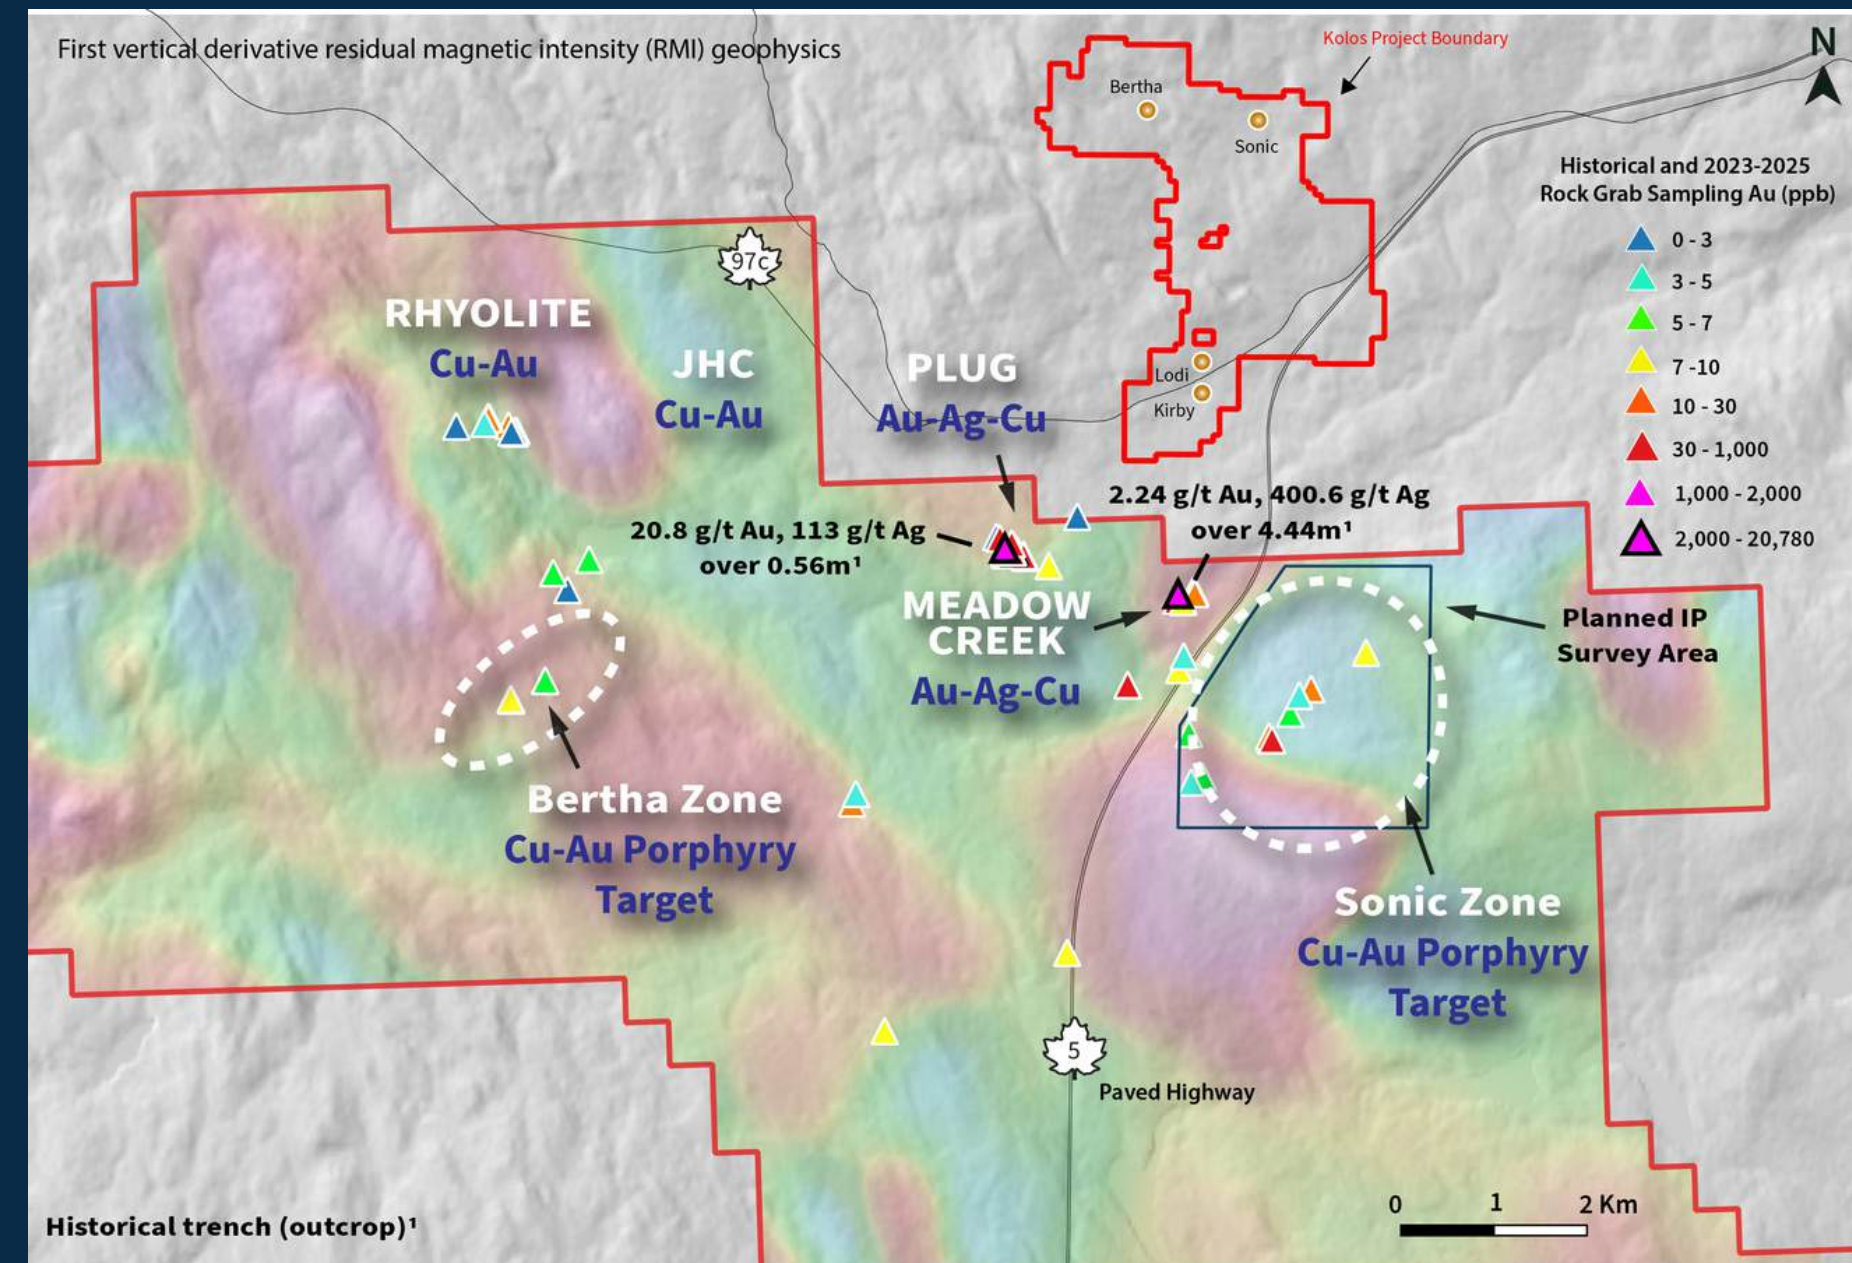 First vertical derivative residual magnetic intensity (RMI) geophysics
Kolos Project Boundary
N
Bertha
Sonic
Lodi
Kirby
Historical and 2023-2025
Rock Grab Sampling Au (ppb)
0 - 3
3 - 5
5 - 7
7 -10
10 - 30
30 - 1,000
1,000 - 2,000
2,000 - 20,780
97c
RHYOLITE
Cu-Au
JHC
Cu-Au
PLUG
Au-Ag-Cu
2.24 g/t Au, 400.6 g/t Ag
over 4.44m¹
20.8 g/t Au, 113 g/t Ag
over 0.56m¹
MEADOW
CREEK
Au-Ag-Cu
Planned IP
Survey Area
Bertha Zone
Cu-Au Porphyry
Target
Sonic Zone
Cu-Au Porphyry
Target
5
Paved Highway
0 1 2 Km
Historical trench (outcrop)¹